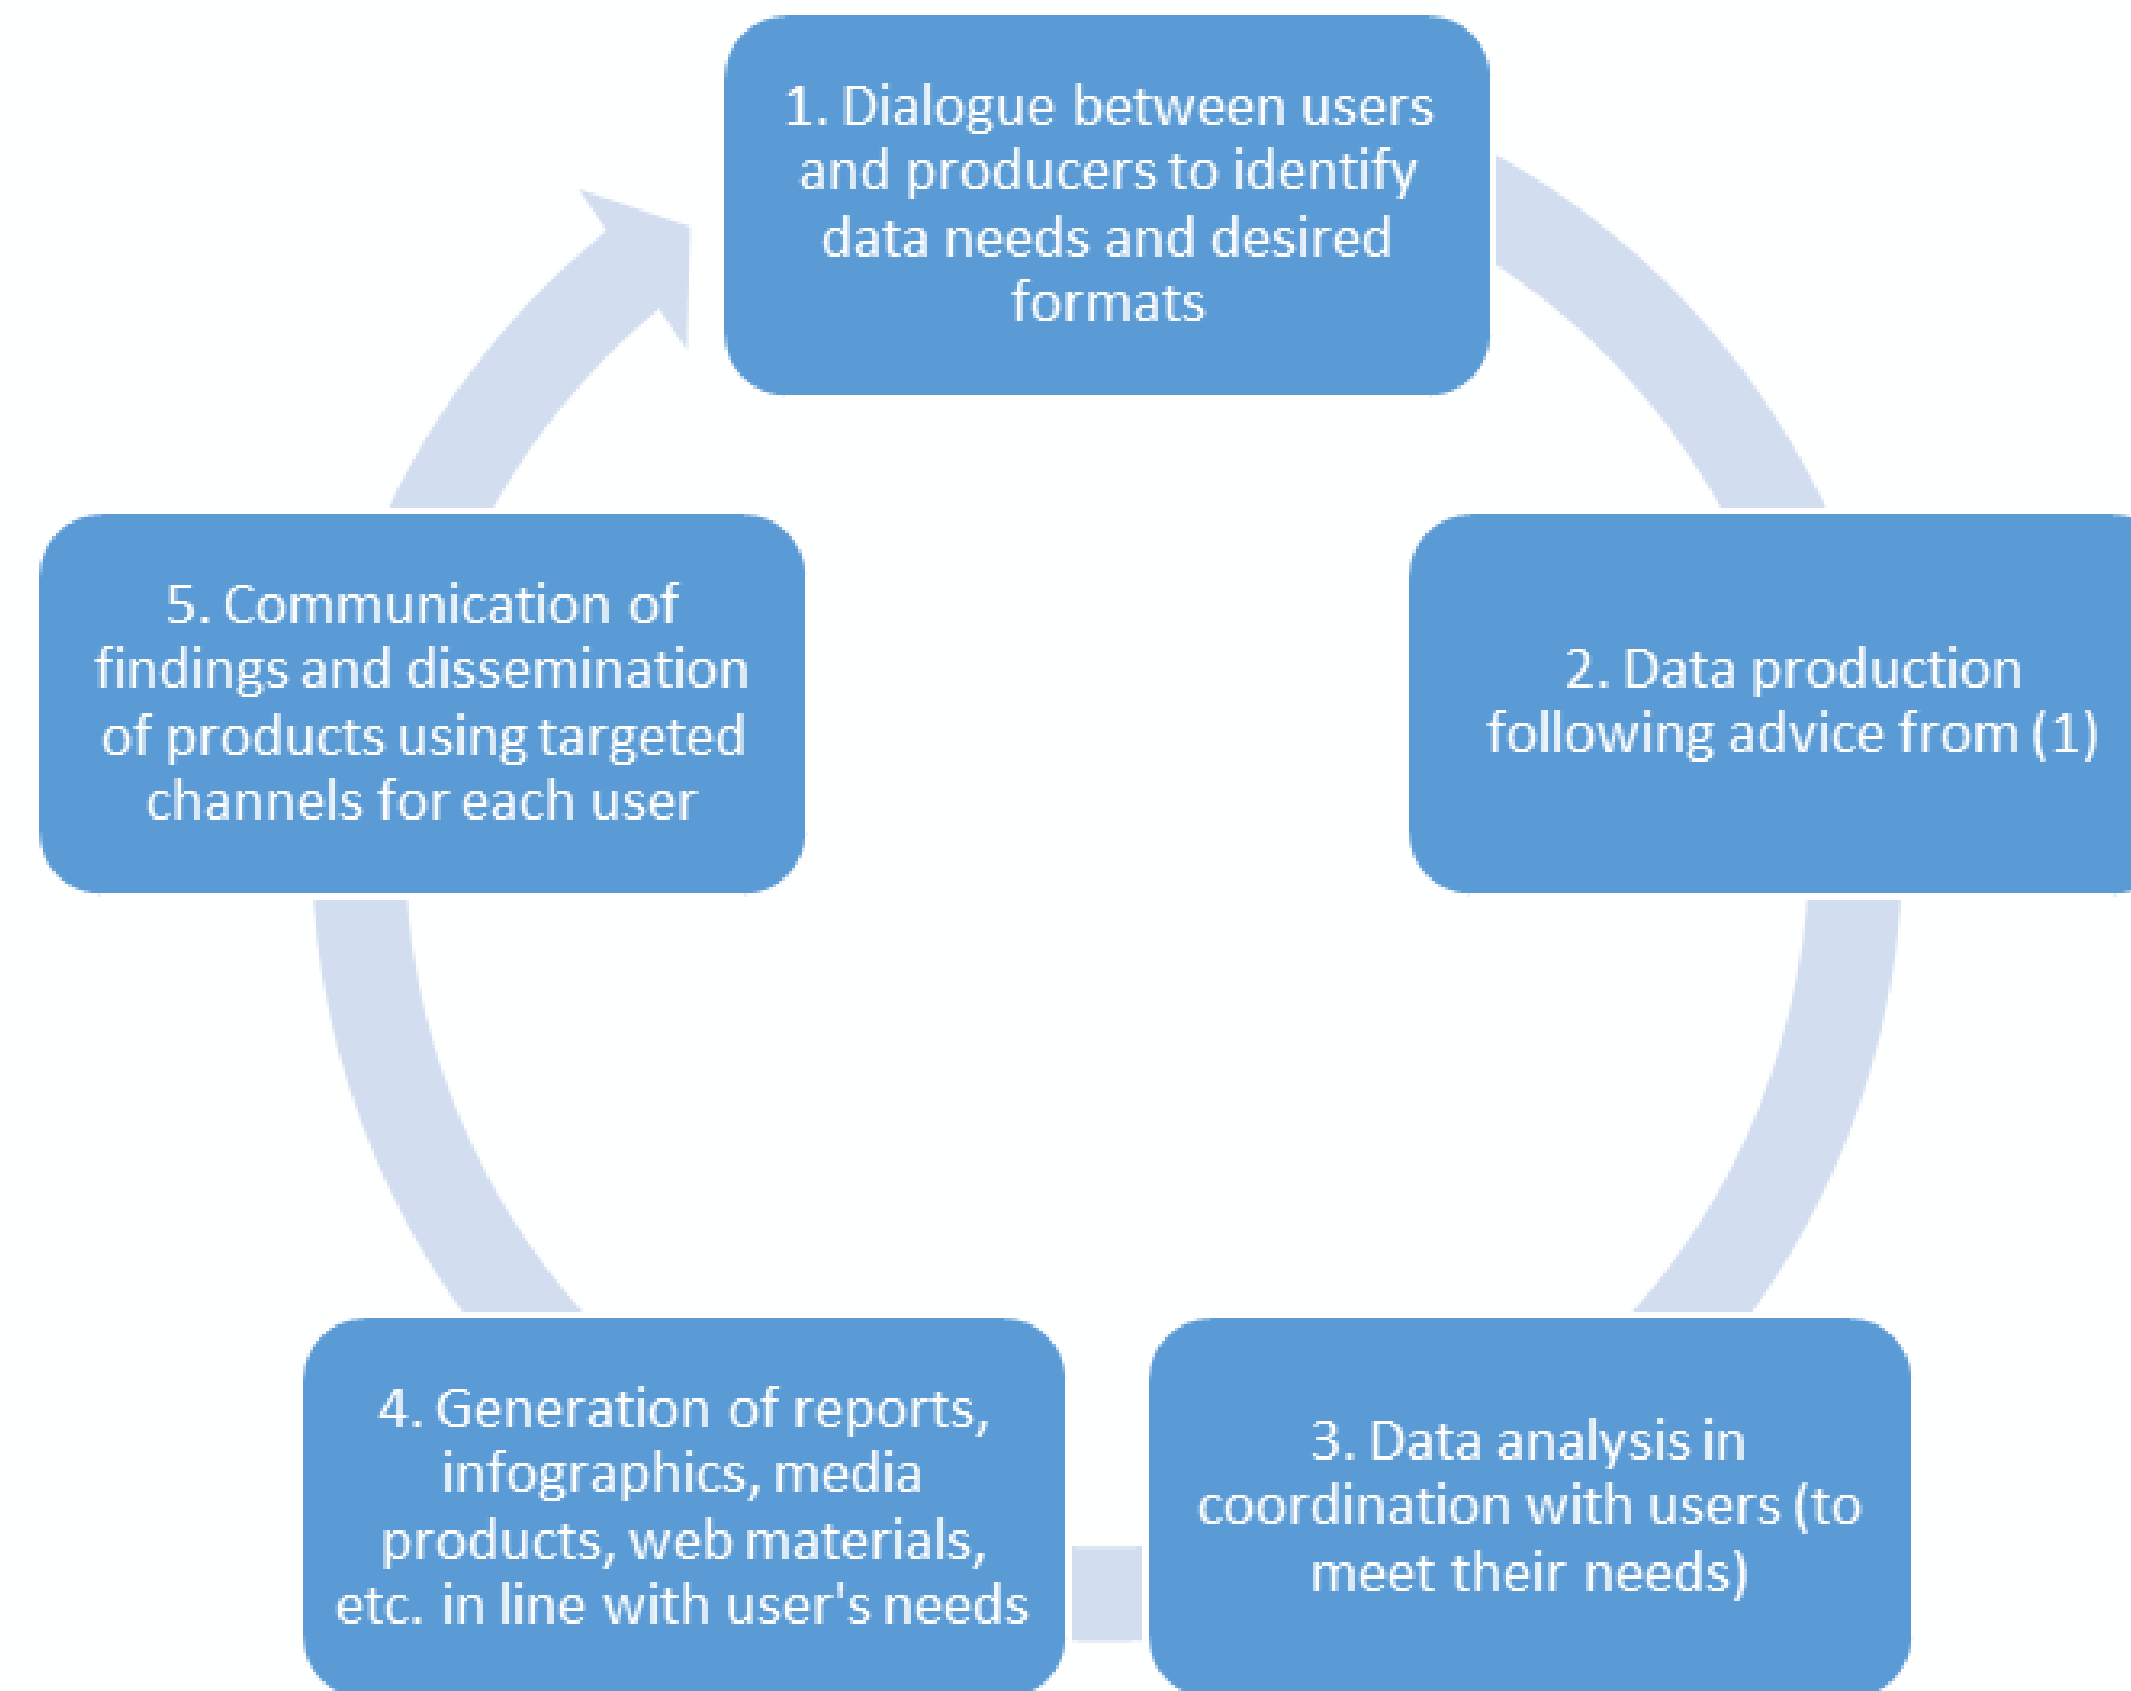 1. Dialogue between users
and producers to identify
data needs and desired
formats
2. Data production
following advice from (1)
3. Data analysis in
coordination with users (to
meet their needs)
4. Generation of reports,
infographics, media
products, web materials,
etc. in line with user's needs
5. Communication of
findings and dissemination
of products using targeted
channels for each user